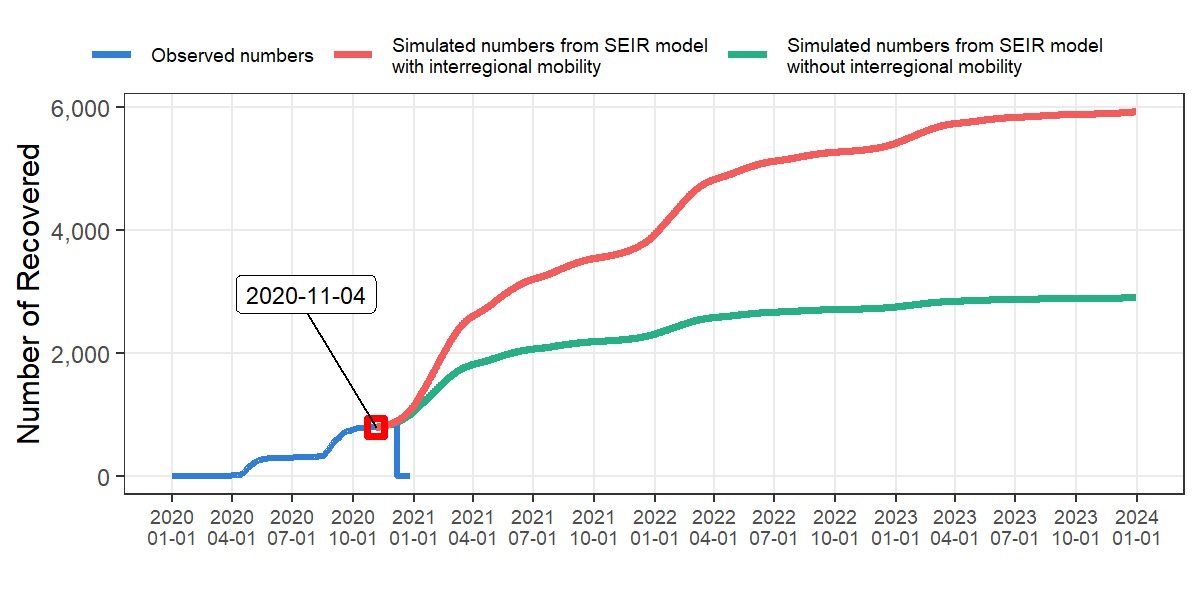 Observed numbers
Simulated numbers from SEIR model
with interregional mobility
Simulated numbers from SEIR model
without interregional mobility
Number of Recovered
6,000
4,000
2,000
0
2020-11-04
2020 2020 2020 2020 2021 2021 2021 2021 2022 2022 2022 2022 2023 2023 2023 2023 2024
01-01 04-01 07-01 10-01 01-01 04-01 07-01 10-01 01-01 04-01 07-01 10-01 01-01 04-01 07-01 10-01 01-01